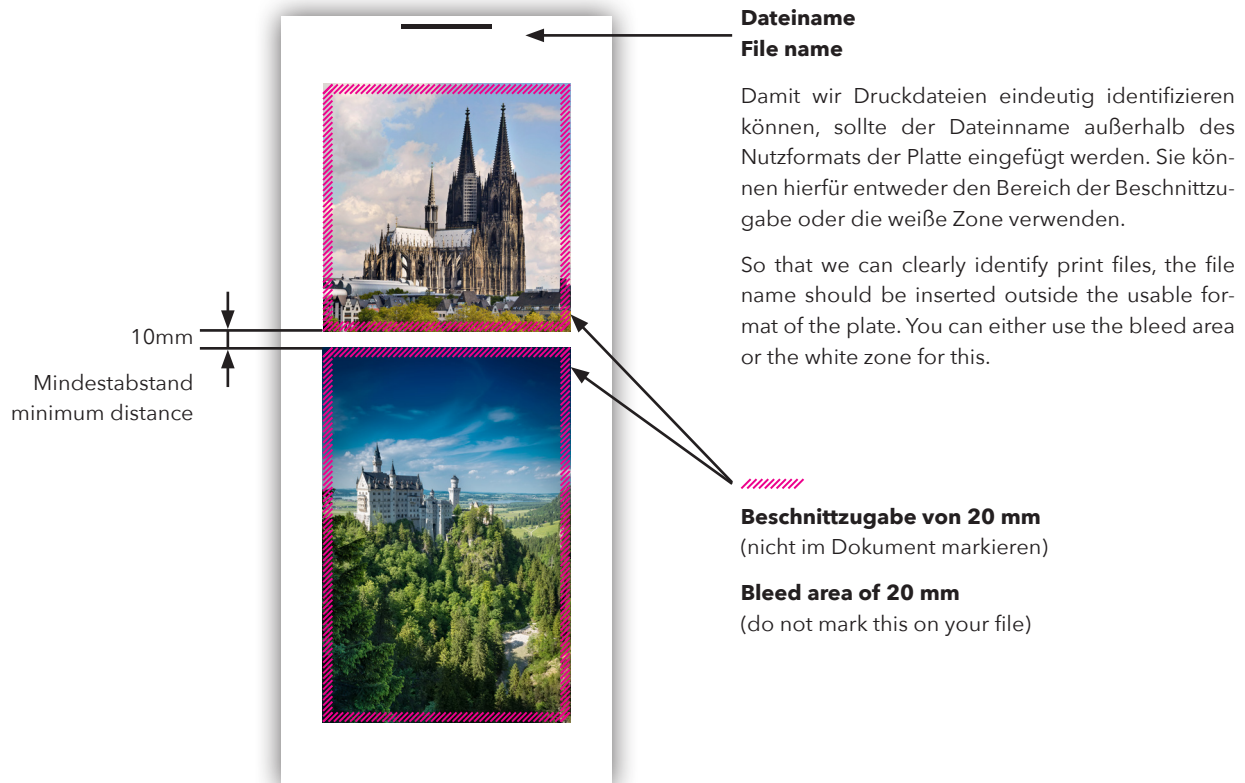 Dateiname
File name
Damit wir Druckdateien eindeutig identifizieren
können, sollte der Dateinname außerhalb des
Nutzformats der Platte eingefügt werden. Sie kön-
nen hierfür entweder den Bereich der Beschnittzu-
gabe oder die weiße Zone verwenden.
So that we can clearly identify print files, the file
name should be inserted outside the usable for-
mat of the plate. You can either use the bleed area
or the white zone for this.
10mm
Mindestabstand
minimum distance
Beschnittzugabe von 20 mm
(nicht im Dokument markieren)
Bleed area of 20 mm
(do not mark this on your file)